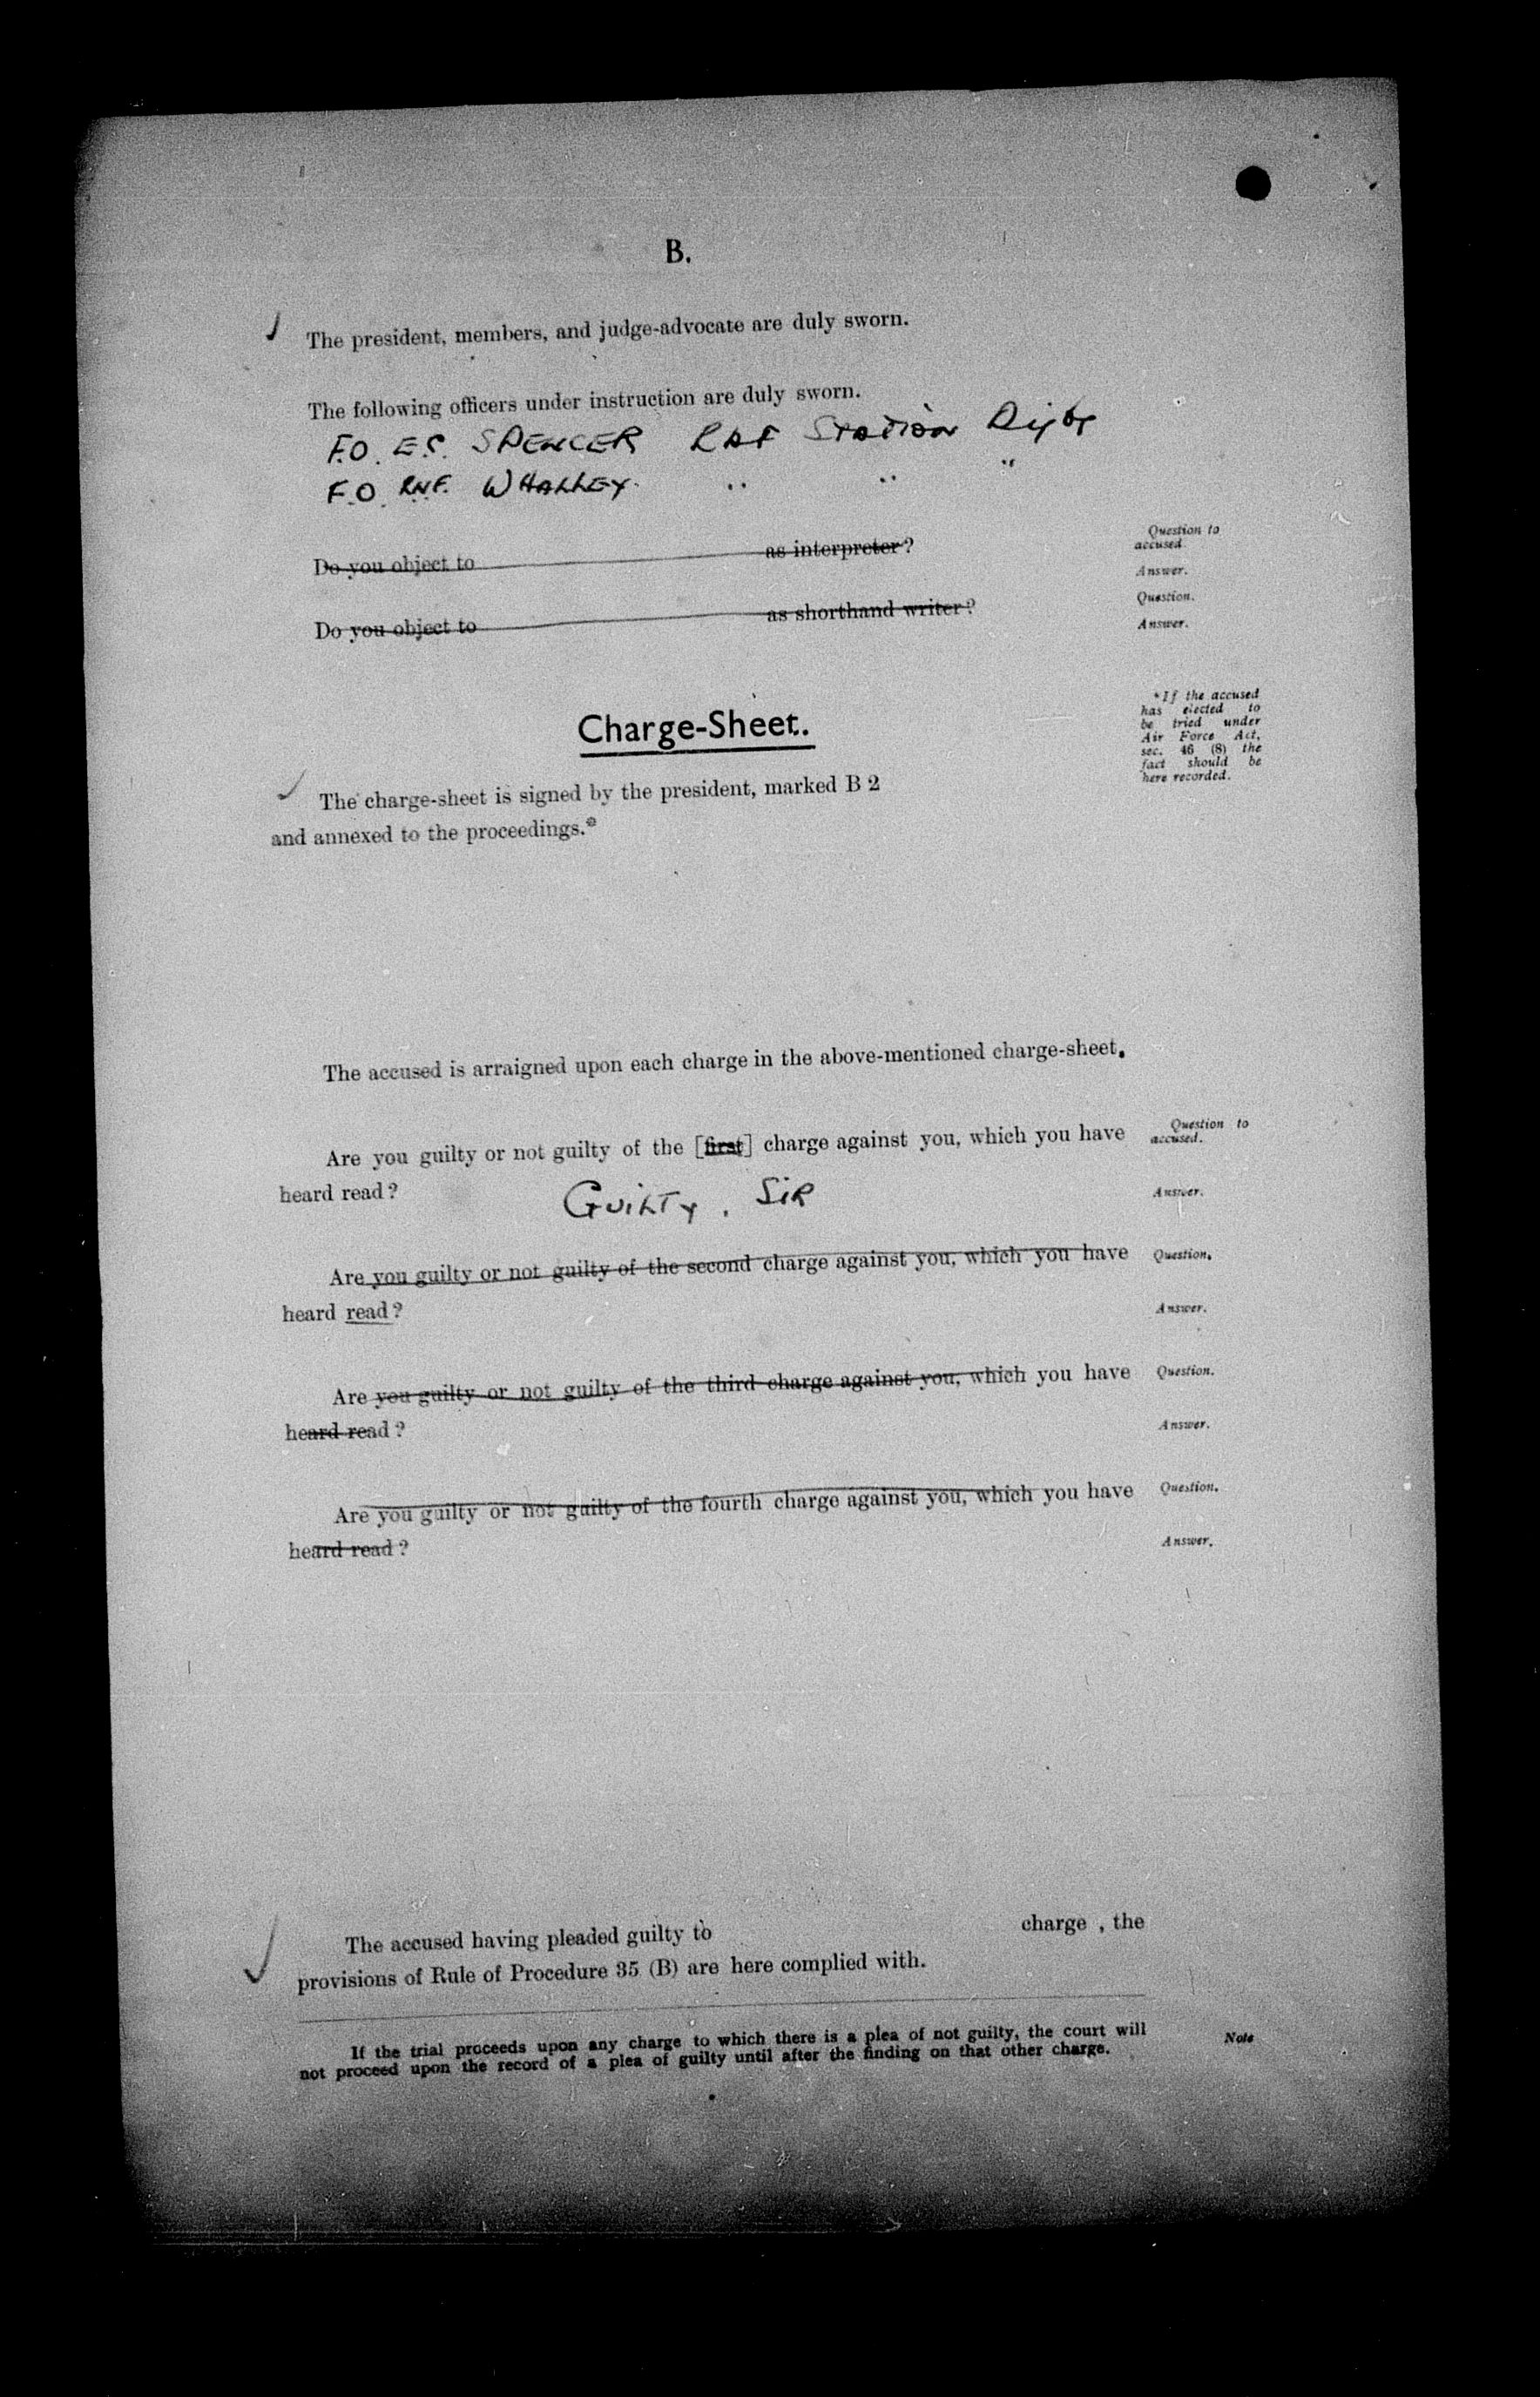 B.
The president, members, and judge-advocate are duly sworn.
The following officers under instruction are duly sworn.
F.O. E.S. SPENCER RAF Station Digby
F.O. R.N.F. WHALLEY. " " "
Do you object to as interpreter?
Question to
accused.
Answer.
Do you object to as shorthand writer?
Question.
Answer.
Charge-Sheet.
*If the accused
has elected to
be tried under
Air Force Act,
sec. 46 (8) the
fact should be
here recorded.
The charge-sheet is signed by the president, marked B 2
and annexed to the proceedings.*
The accused is arraigned upon each charge in the above-mentioned charge-sheet.
Are you guilty or not guilty of the [first] charge against you, which you have
Question to
accused.
heard read?
GUILTY, SIR
Answer.
Are you guilty or not guilty of the second charge against you, which you have
Question.
heard read?
Answer.
Are you guilty or not guilty of the third charge against you, which you have
Question.
heard read?
Answer.
Are you guilty or not guilty of the fourth charge against you, which you have
Question.
heard read?
Answer.
The accused having pleaded guilty to charge , the
provisions of Rule of Procedure 35 (B) are here complied with.
If the trial proceeds upon any charge to which there is a plea of not guilty, the court will
Note
not proceed upon the record of a plea of guilty until after the finding on that other charge.